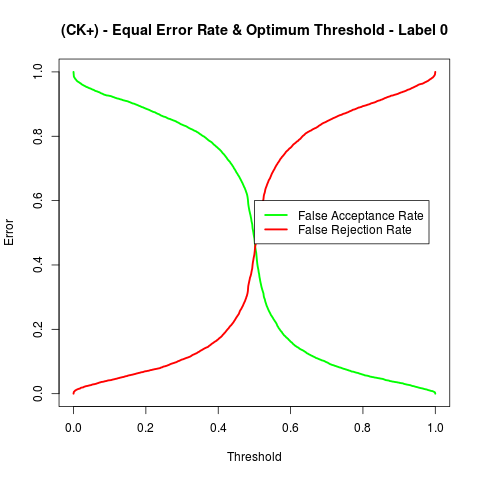 (CK+) - Equal Error Rate & Optimum Threshold - Label 0
Error
1.0
0.8
0.6
0.4
0.2
0.0
False Acceptance Rate
False Rejection Rate
0.0 0.2 0.4 0.6 0.8 1.0
Threshold